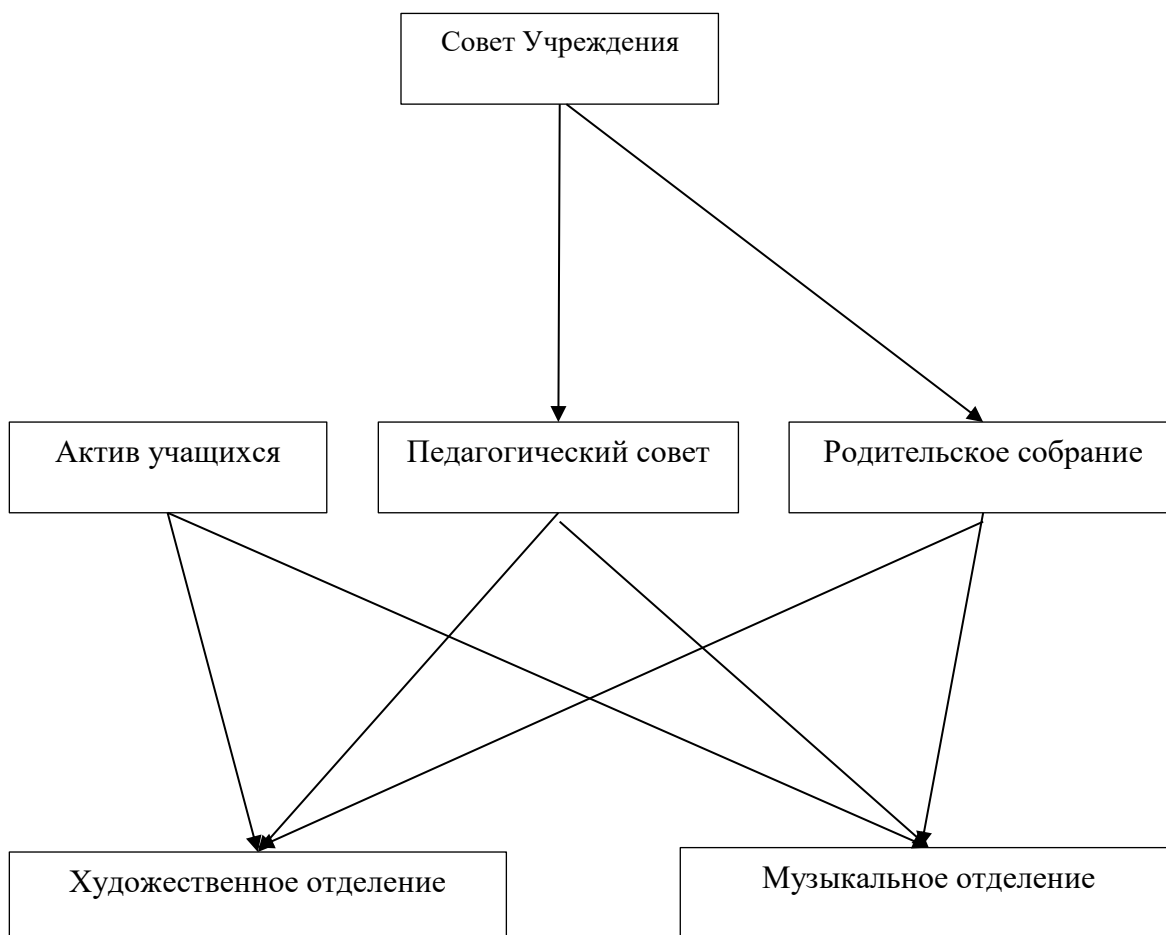 Совет Учреждения
Актив учащихся
Педагогический совет
Родительское собрание
Художественное отделение
Музыкальное отделение